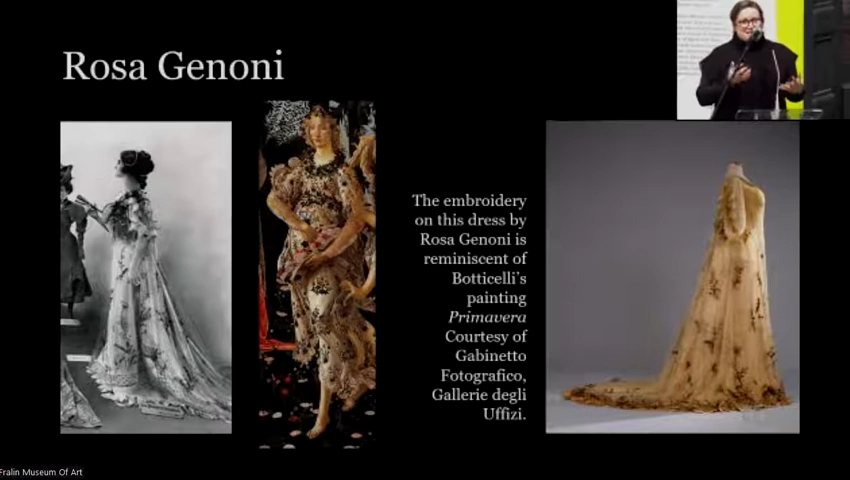 Rosa Genoni
The embroidery
on this dress by
Rosa Genoni is
reminiscent of
Botticelli's
painting
Primavera
Courtesy of
Gabinetto
Fotografico,
Gallerie degli
Uffizi.
Fralin Museum Of Art